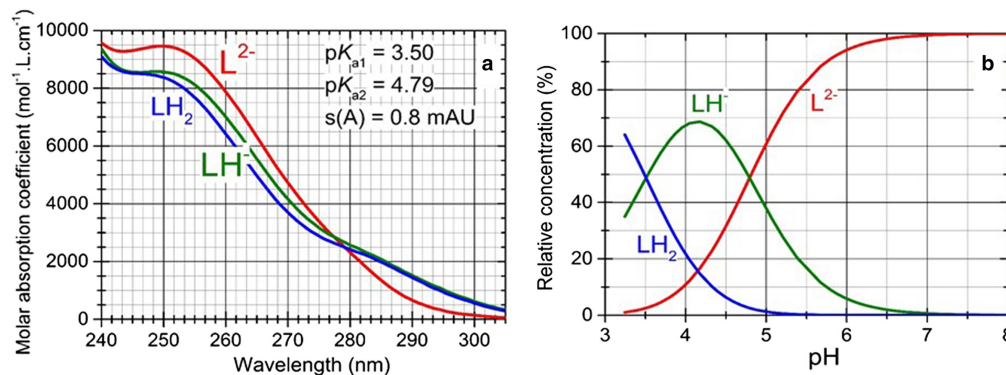 Molar absorption coefficient (mol⁻¹.L.cm⁻¹)
10000
8000
6000
4000
2000
0
L²⁻
LH₂
LH⁻
pKₐ₁ = 3.50
pKₐ₂ = 4.79
s(A) = 0.8 mAU
a
240 250 260 270 280 290 300
Wavelength (nm)
Relative concentration (%)
100
80
60
40
20
0
b
LH⁻
L²⁻
LH₂
3 4 5 6 7 8
pH